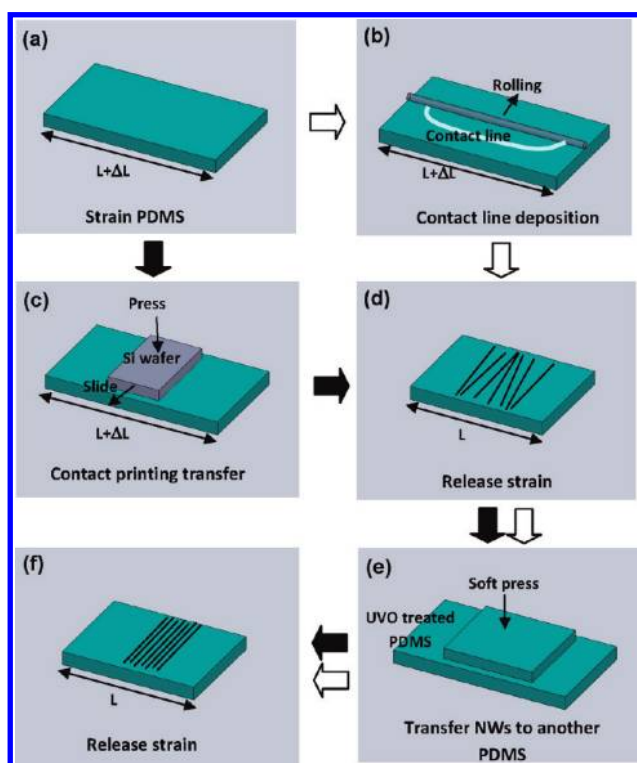 (a)
L+ΔL
Strain PDMS
(b)
Rolling
Contact line
L+ΔL
Contact line deposition
(c)
Press
Si wafer
Slide
L+ΔL
Contact printing transfer
(d)
L
Release strain
(f)
L
Release strain
(e)
Soft press
UVO treated
PDMS
Transfer NWs to another
PDMS